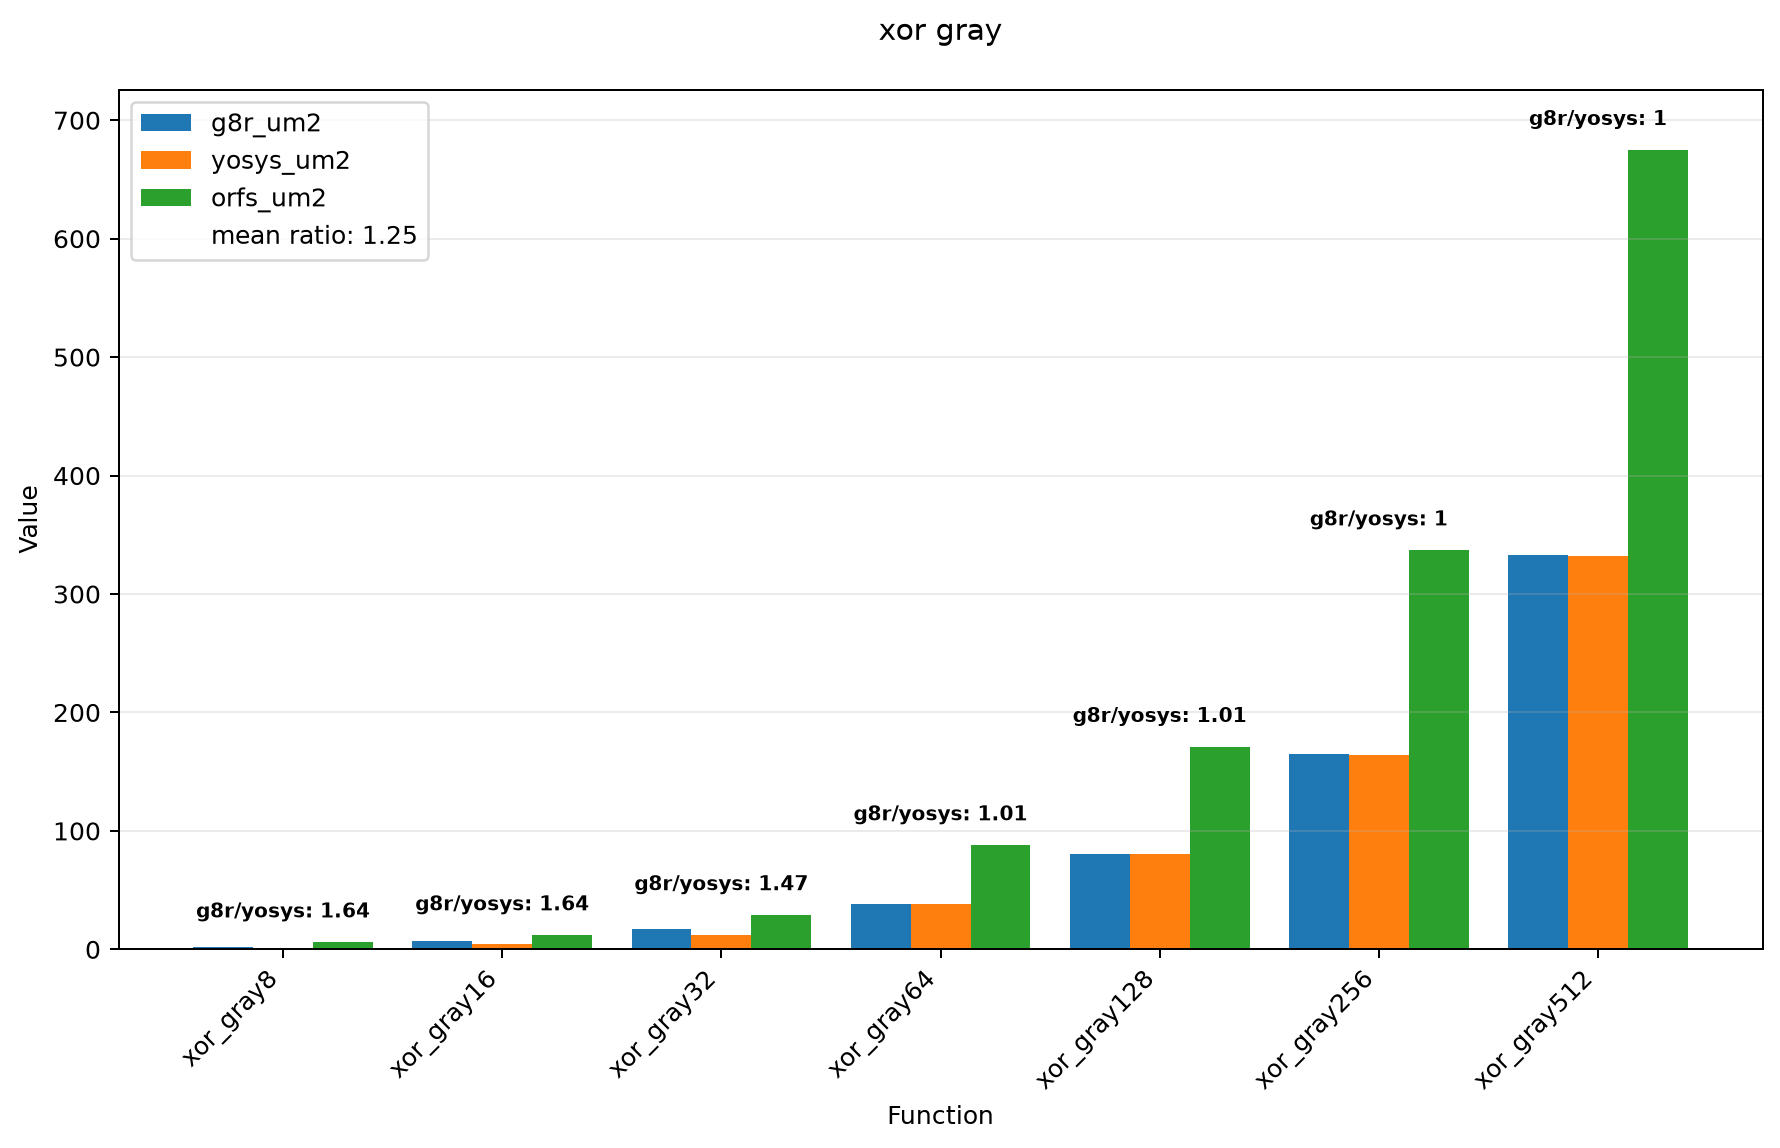 xor gray
g8r_um2
yosys_um2
orfs_um2
mean ratio: 1.25
700
600
500
400
300
200
100
0
Value
g8r/yosys: 1.64
g8r/yosys: 1.64
g8r/yosys: 1.47
g8r/yosys: 1.01
g8r/yosys: 1.01
g8r/yosys: 1
g8r/yosys: 1
xor_gray8
xor_gray16
xor_gray32
xor_gray64
xor_gray128
xor_gray256
xor_gray512
Function